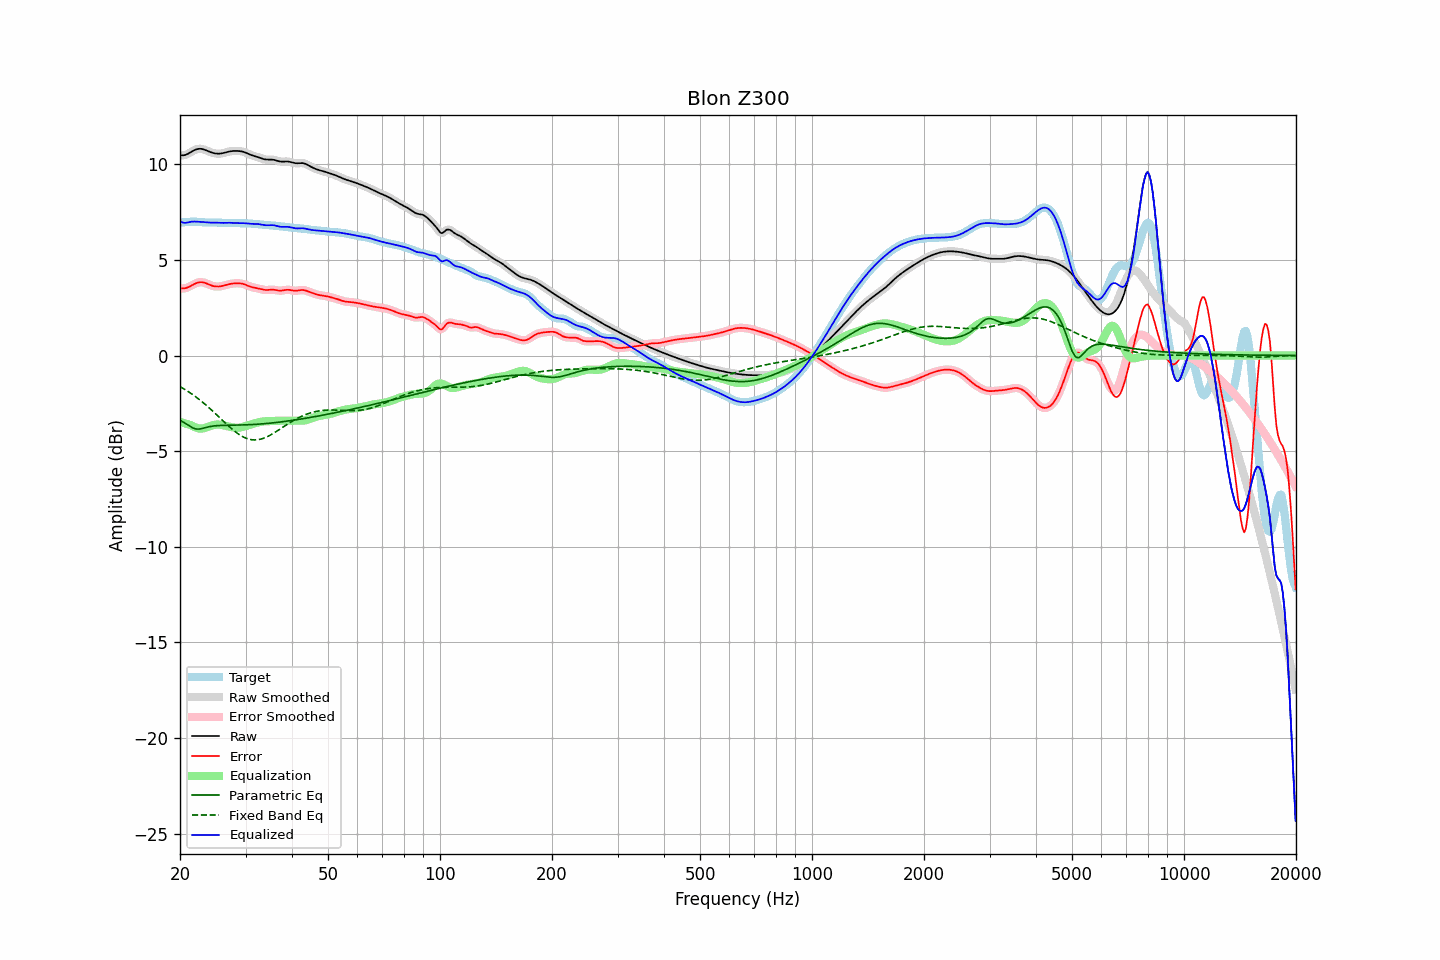 Blon Z300
Amplitude (dBr)
10
5
0
−5
−10
−15
−20
−25
Target
Raw Smoothed
Error Smoothed
Raw
Error
Equalization
Parametric Eq
Fixed Band Eq
Equalized
20 50 100 200 500 1000 2000 5000 10000 20000
Frequency (Hz)